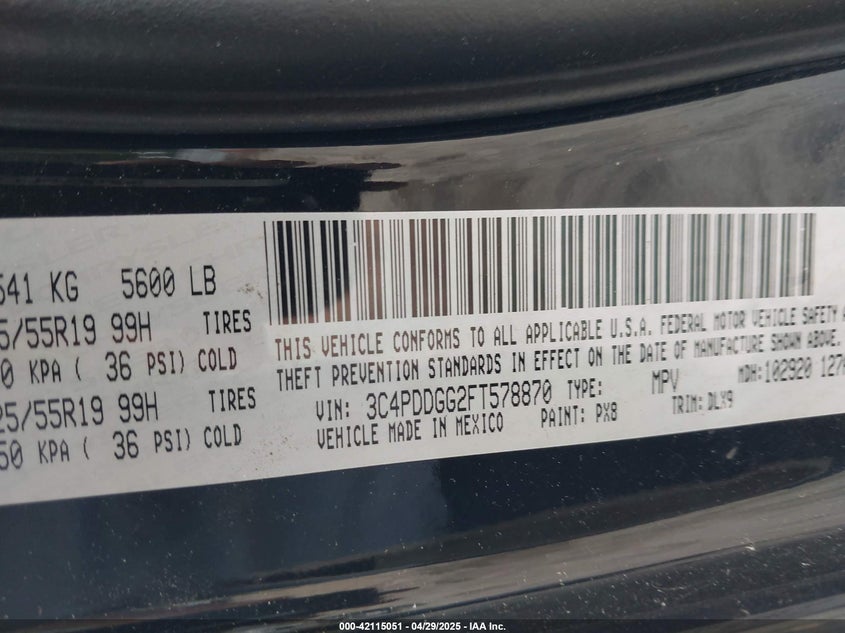 541 KG 5600 LB
5/55R19 99H TIRES
0 KPA ( 36 PSI) COLD
25/55R19 99H TIRES
50 KPA ( 36 PSI) COLD
THIS VEHICLE CONFORMS TO ALL APPLICABLE U.S.A. FEDERAL MOTOR VEHICLE SAFETY
THEFT PREVENTION STANDARDS IN EFFECT ON THE DATE OF MANUFACTURE SHOWN ABOVE.
VIN: 3C4PDDGG2FT578870 TYPE: MPV MDH:102920 127
VEHICLE MADE IN MEXICO PAINT: PX8 TRIM: DLX9
000-42115051 - 04/29/2025 - IAA Inc.